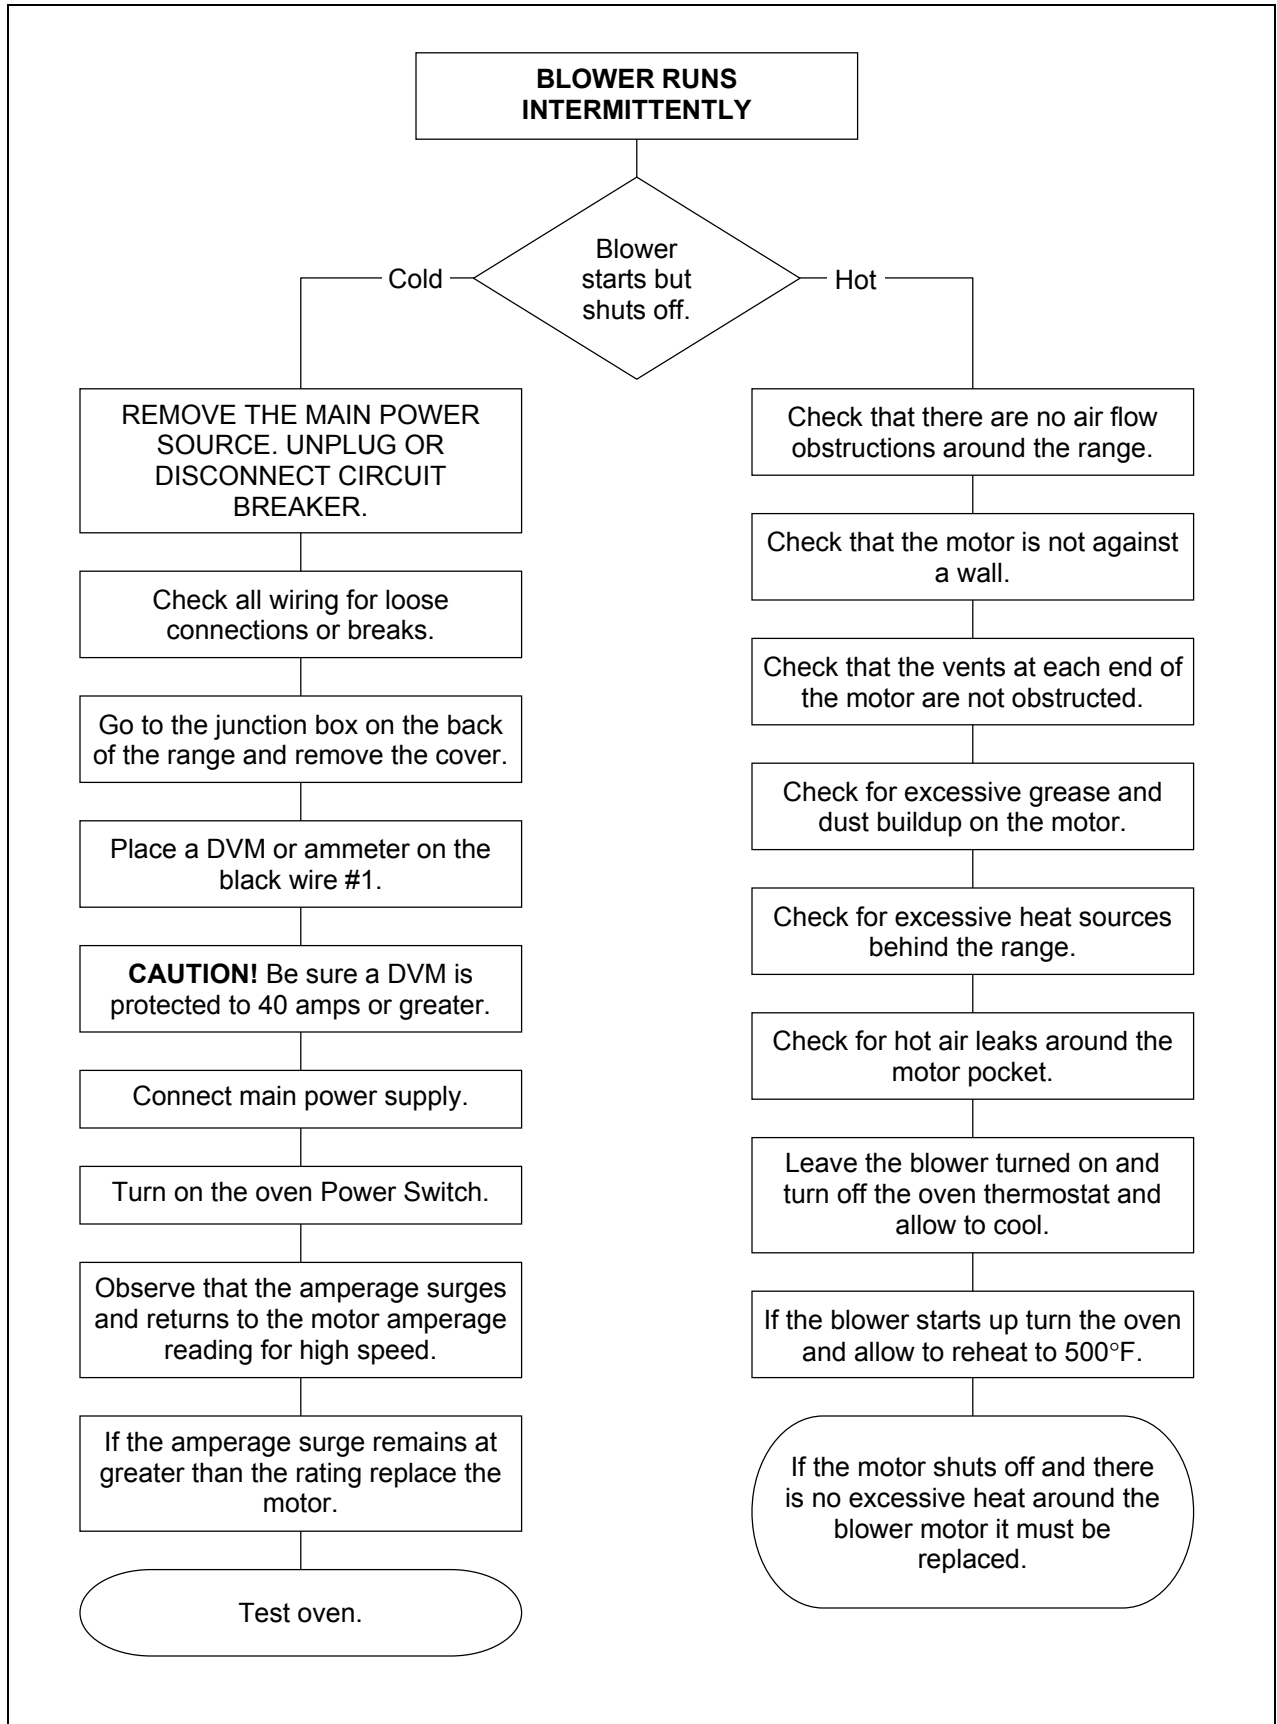 BLOWER RUNS
INTERMITTENTLY
Blower
starts but
shuts off.
Cold
Hot
REMOVE THE MAIN POWER
SOURCE. UNPLUG OR
DISCONNECT CIRCUIT
BREAKER.
Check all wiring for loose
connections or breaks.
Go to the junction box on the back
of the range and remove the cover.
Place a DVM or ammeter on the
black wire #1.
CAUTION! Be sure a DVM is
protected to 40 amps or greater.
Connect main power supply.
Turn on the oven Power Switch.
Observe that the amperage surges
and returns to the motor amperage
reading for high speed.
If the amperage surge remains at
greater than the rating replace the
motor.
Test oven.
Check that there are no air flow
obstructions around the range.
Check that the motor is not against
a wall.
Check that the vents at each end of
the motor are not obstructed.
Check for excessive grease and
dust buildup on the motor.
Check for excessive heat sources
behind the range.
Check for hot air leaks around the
motor pocket.
Leave the blower turned on and
turn off the oven thermostat and
allow to cool.
If the blower starts up turn the oven
and allow to reheat to 500°F.
If the motor shuts off and there
is no excessive heat around the
blower motor it must be
replaced.